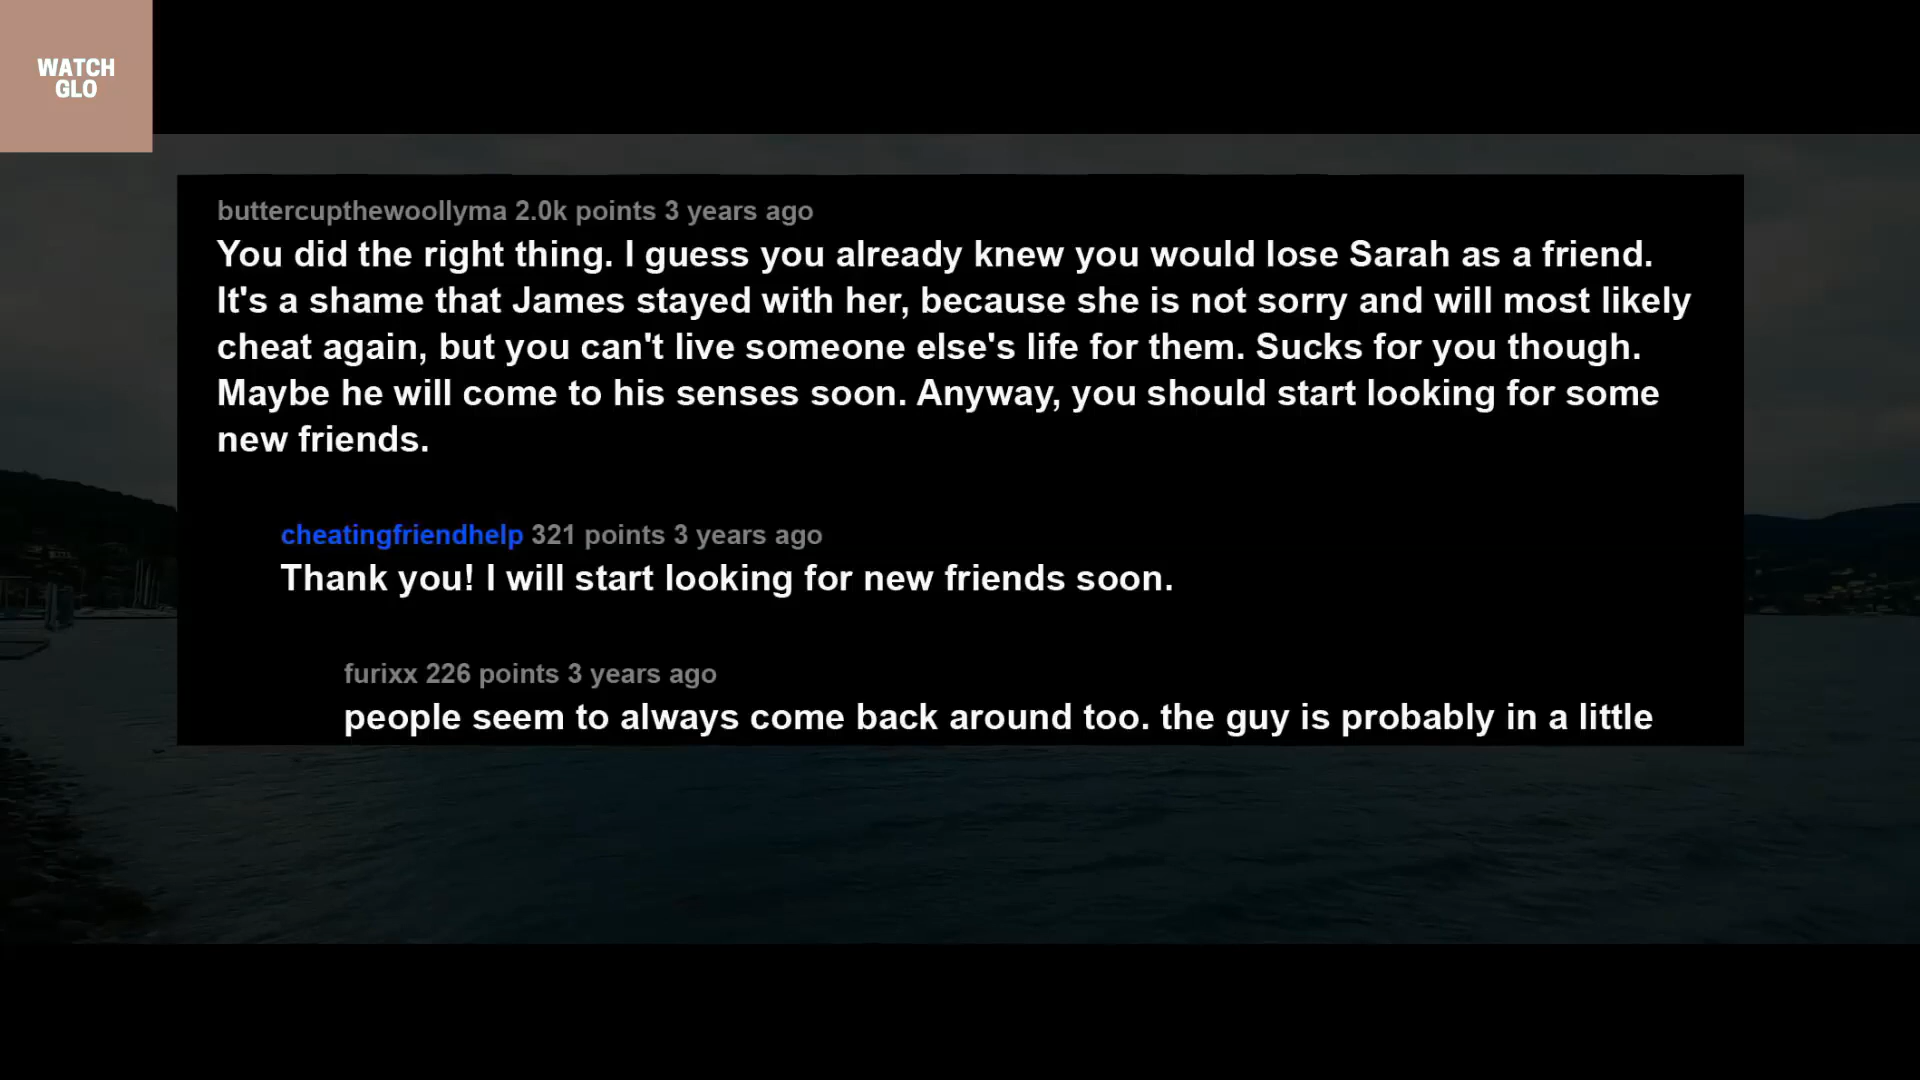 WATCH
GLO
buttercupthewoollyma 2.0k points 3 years ago
You did the right thing. I guess you already knew you would lose Sarah as a friend.
It's a shame that James stayed with her, because she is not sorry and will most likely
cheat again, but you can't live someone else's life for them. Sucks for you though.
Maybe he will come to his senses soon. Anyway, you should start looking for some
new friends.
cheatingfriendhelp 321 points 3 years ago
Thank you! I will start looking for new friends soon.
furixx 226 points 3 years ago
people seem to always come back around too. the guy is probably in a little